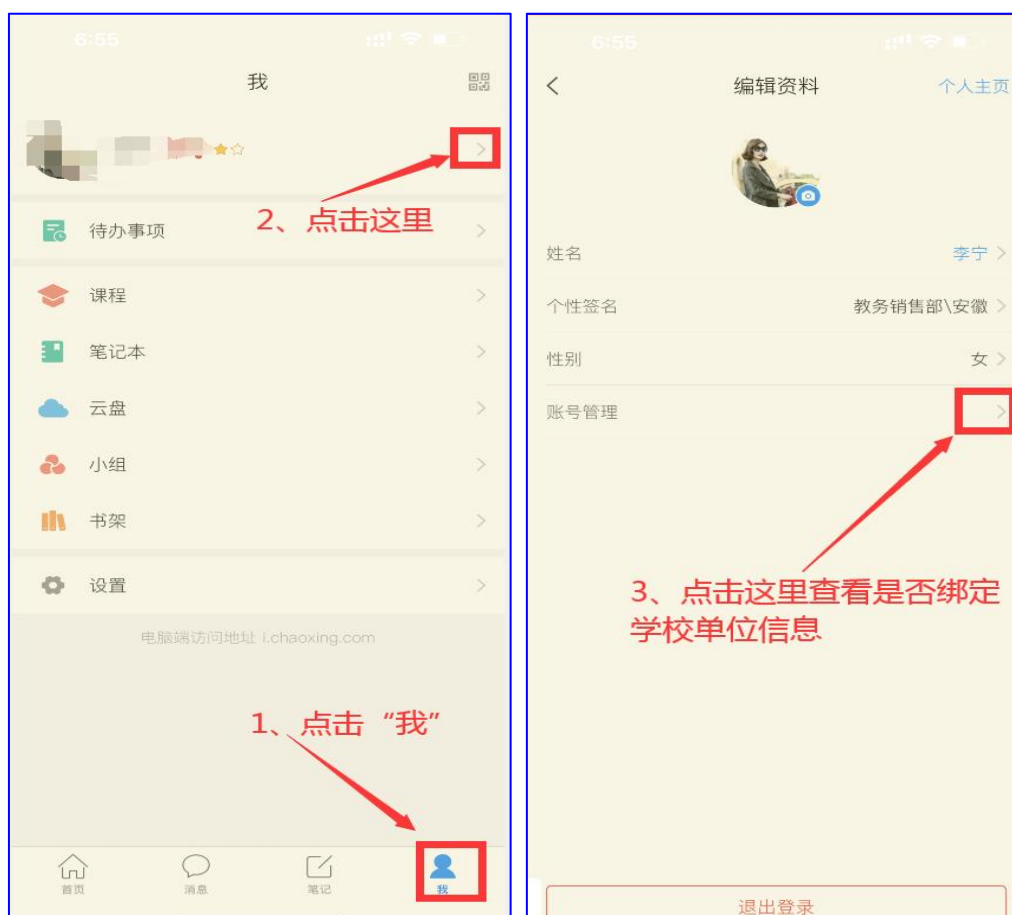 6:55
我
2、点击这里
待办事项
课程
笔记本
云盘
小组
书架
设置
电脑端访问地址 i.chaoxing.com
1、点击“我”
首页
消息
笔记
我
6:55
编辑资料
个人主页
姓名
李宁
个性签名
教务销售部\安徽
性别
女
账号管理
3、点击这里查看是否绑定
学校单位信息
退出登录